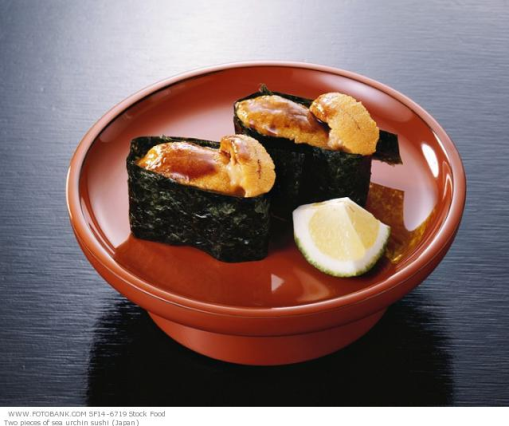 WWW.FOTOBANK.COM SF14-6719 Stock Food
Two pieces of sea urchin sushi (Japan)